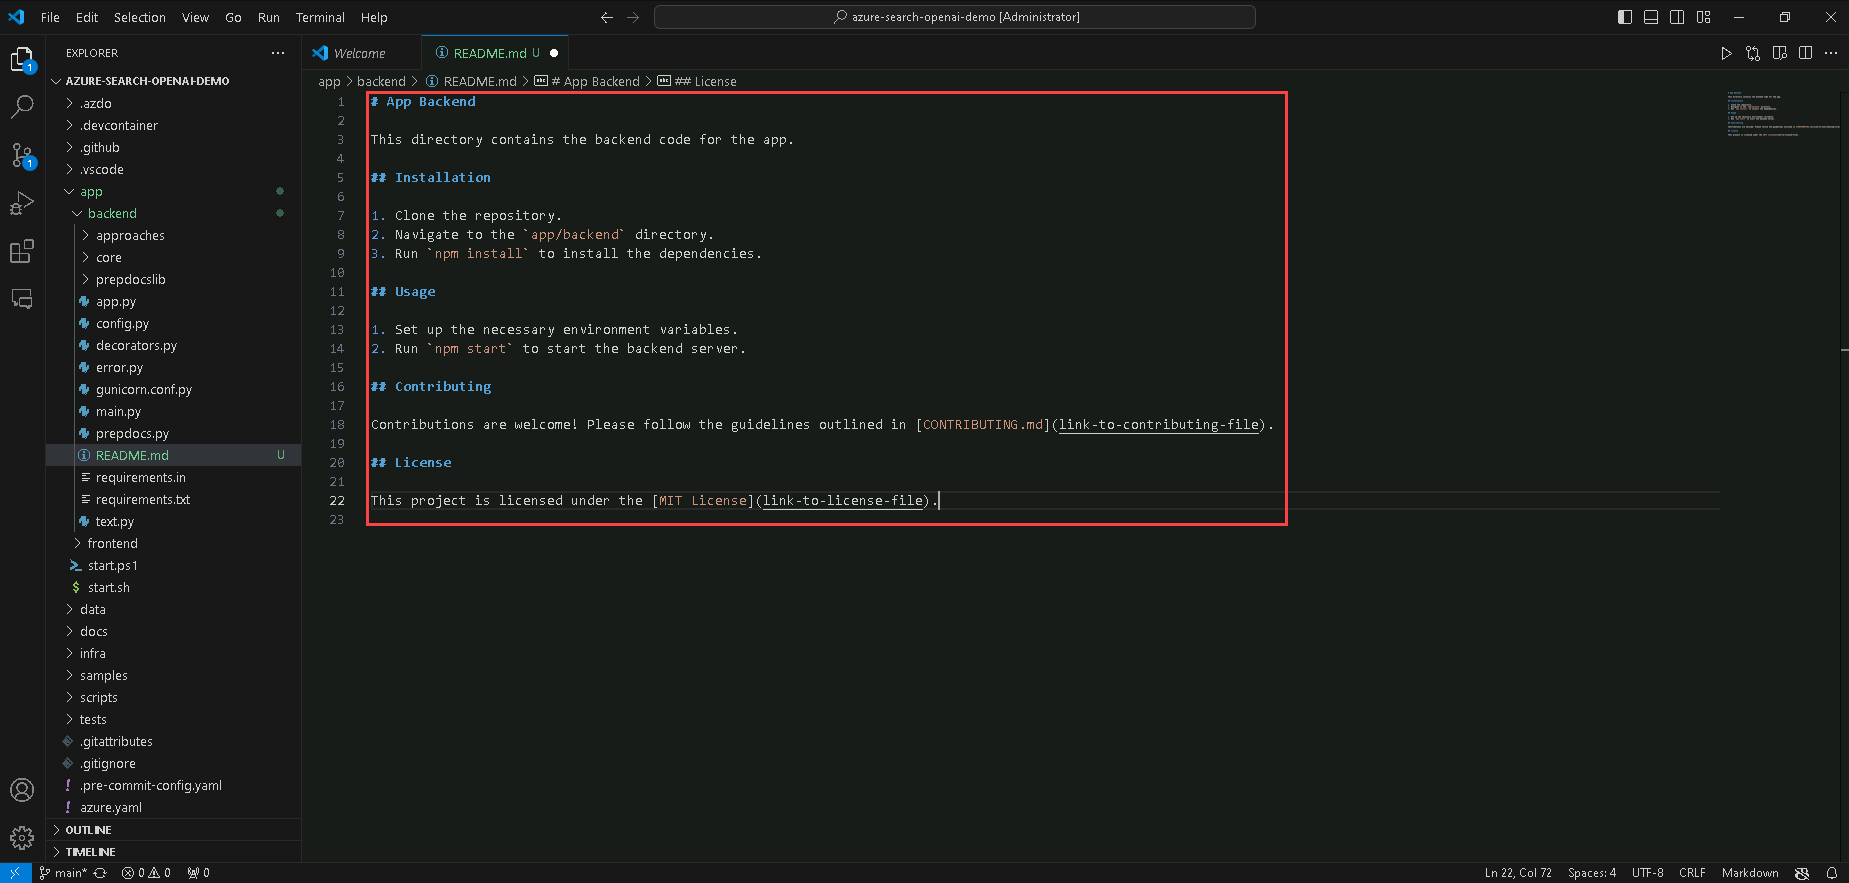 File Edit Selection View Go Run Terminal Help
azure-search-openai-demo [Administrator]
1
1
EXPLORER
AZURE-SEARCH-OPENAI-DEMO
.azdo
.devcontainer
.github
.vscode
app
backend
approaches
core
prepdocslib
app.py
config.py
decorators.py
error.py
gunicorn.conf.py
main.py
prepdocs.py
README.md U
requirements.in
requirements.txt
text.py
frontend
start.ps1
start.sh
data
docs
infra
samples
scripts
tests
.gitattributes
.gitignore
.pre-commit-config.yaml
azure.yaml
OUTLINE
TIMELINE
Welcome README.md U
app > backend > README.md > # App Backend > ## License
1 # App Backend
2
3 This directory contains the backend code for the app.
4
5 ## Installation
6
7 1. Clone the repository.
8 2. Navigate to the `app/backend` directory.
9 3. Run `npm install` to install the dependencies.
10
11 ## Usage
12
13 1. Set up the necessary environment variables.
14 2. Run `npm start` to start the backend server.
15
16 ## Contributing
17
18 Contributions are welcome! Please follow the guidelines outlined in [CONTRIBUTING.md](link-to-contributing-file).
19
20 ## License
21
22 This project is licensed under the [MIT License](link-to-license-file).
23
main* 0 0 0 Ln 22, Col 72 Spaces: 4 UTF-8 CRLF Markdown